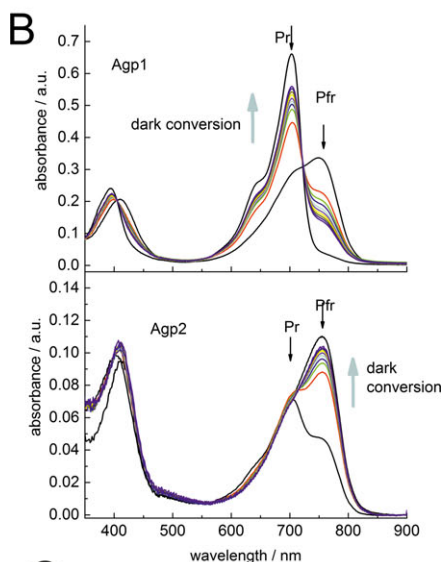 B
Agp1
Pr
Pfr
dark conversion
absorbance / a.u.
0.7
0.6
0.5
0.4
0.3
0.2
0.1
0.0
Agp2
Pr
Pfr
dark
conversion
absorbance / a.u.
0.14
0.12
0.10
0.08
0.06
0.04
0.02
0.00
400 500 600 700 800 900
wavelength / nm